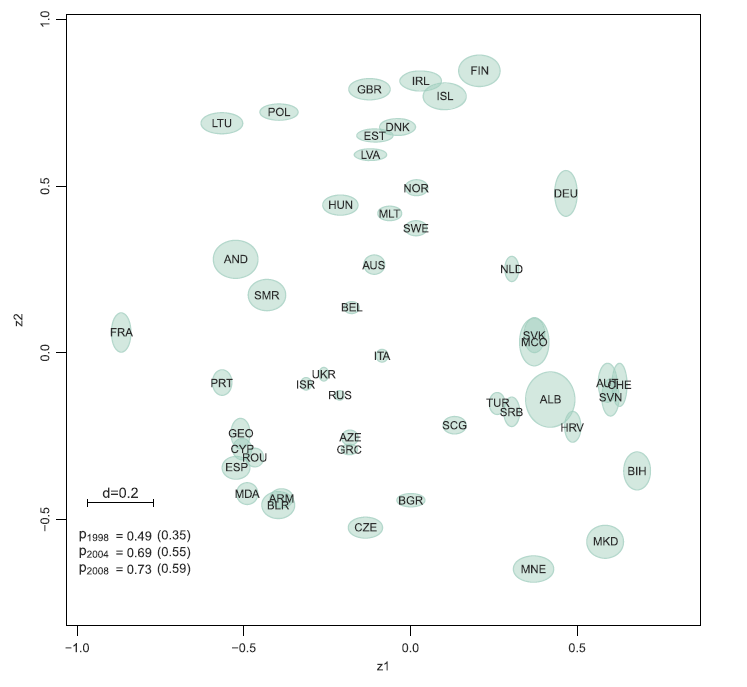 1.0
FIN
IRL
ISL
GBR
POL
LTU
DNK
EST
LVA
0.5
NOR
DEU
HUN
MLT
SWE
AND
AUS
NLD
SMR
BEL
z2
FRA
SVK
MCO
0.0
ITA
UKR
ISR
PRT
RUS
AUT
CHE
SVN
ALB
TUR
SRB
HRV
SCG
GEO
AZE
CYP
GRC
ROU
ESP
BIH
MDA
ARM
BLR
BGR
d=0.2
−0.5
CZE
MKD
MNE
p1998 = 0.49 (0.35)
p2004 = 0.69 (0.55)
p2008 = 0.73 (0.59)
−1.0 −0.5 0.0 0.5
z1